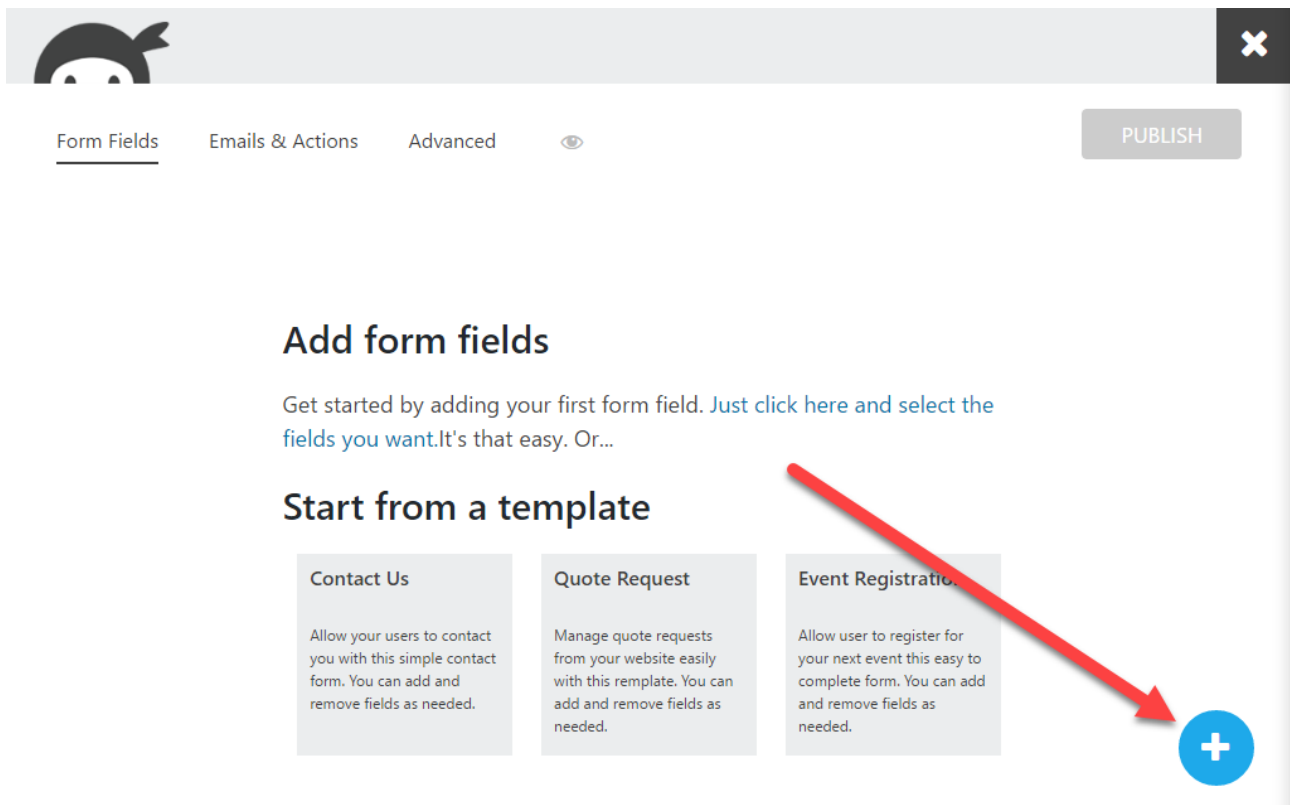 Form Fields Emails & Actions Advanced PUBLISH
Add form fields
Get started by adding your first form field. Just click here and select the
fields you want.It's that easy. Or...
Start from a template
Contact Us
Allow your users to contact
you with this simple contact
form. You can add and
remove fields as needed.
Quote Request
Manage quote requests
from your website easily
with this template. You can
add and remove fields as
needed.
Event Registration
Allow user to register for
your next event this easy to
complete form. You can add
and remove fields as
needed.